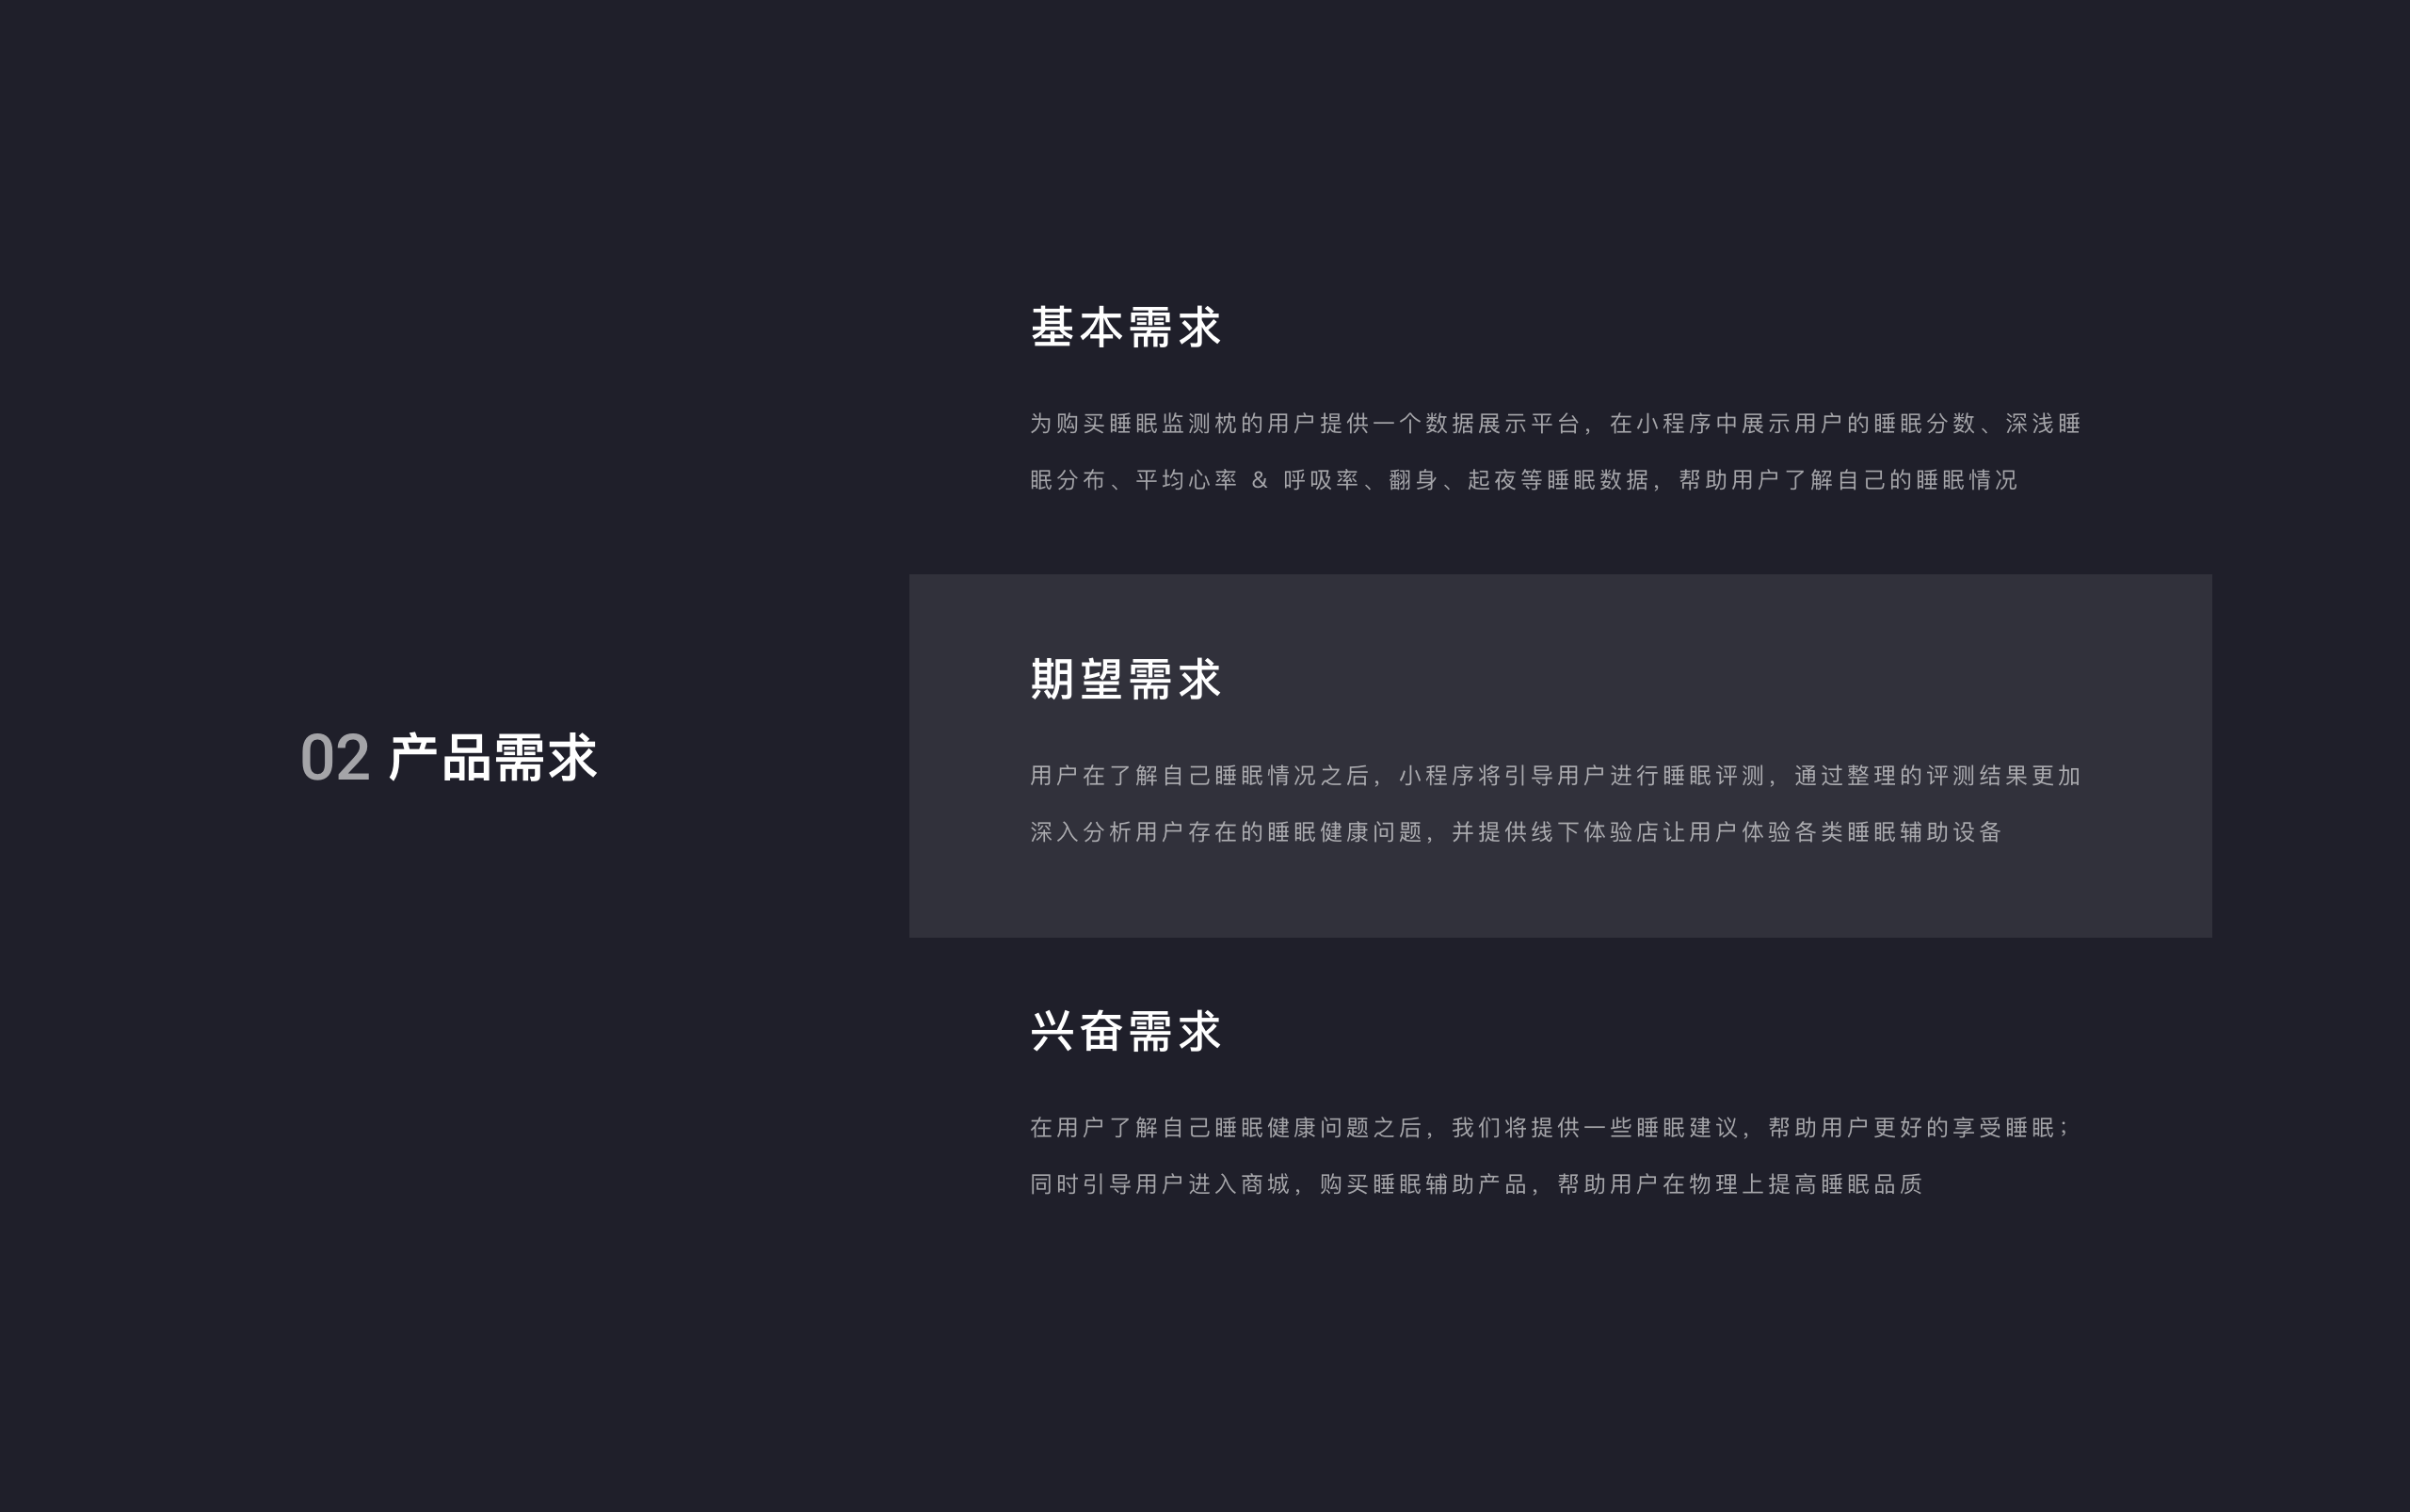 02 产品需求
基本需求
为购买睡眠监测枕的用户提供一个数据展示平台，在小程序中展示用户的睡眠分数、深浅睡
眠分布、平均心率 & 呼吸率、翻身、起夜等睡眠数据，帮助用户了解自己的睡眠情况
期望需求
用户在了解自己睡眠情况之后，小程序将引导用户进行睡眠评测，通过整理的评测结果更加
深入分析用户存在的睡眠健康问题，并提供线下体验店让用户体验各类睡眠辅助设备
兴奋需求
在用户了解自己睡眠健康问题之后，我们将提供一些睡眠建议，帮助用户更好的享受睡眠；
同时引导用户进入商城，购买睡眠辅助产品，帮助用户在物理上提高睡眠品质